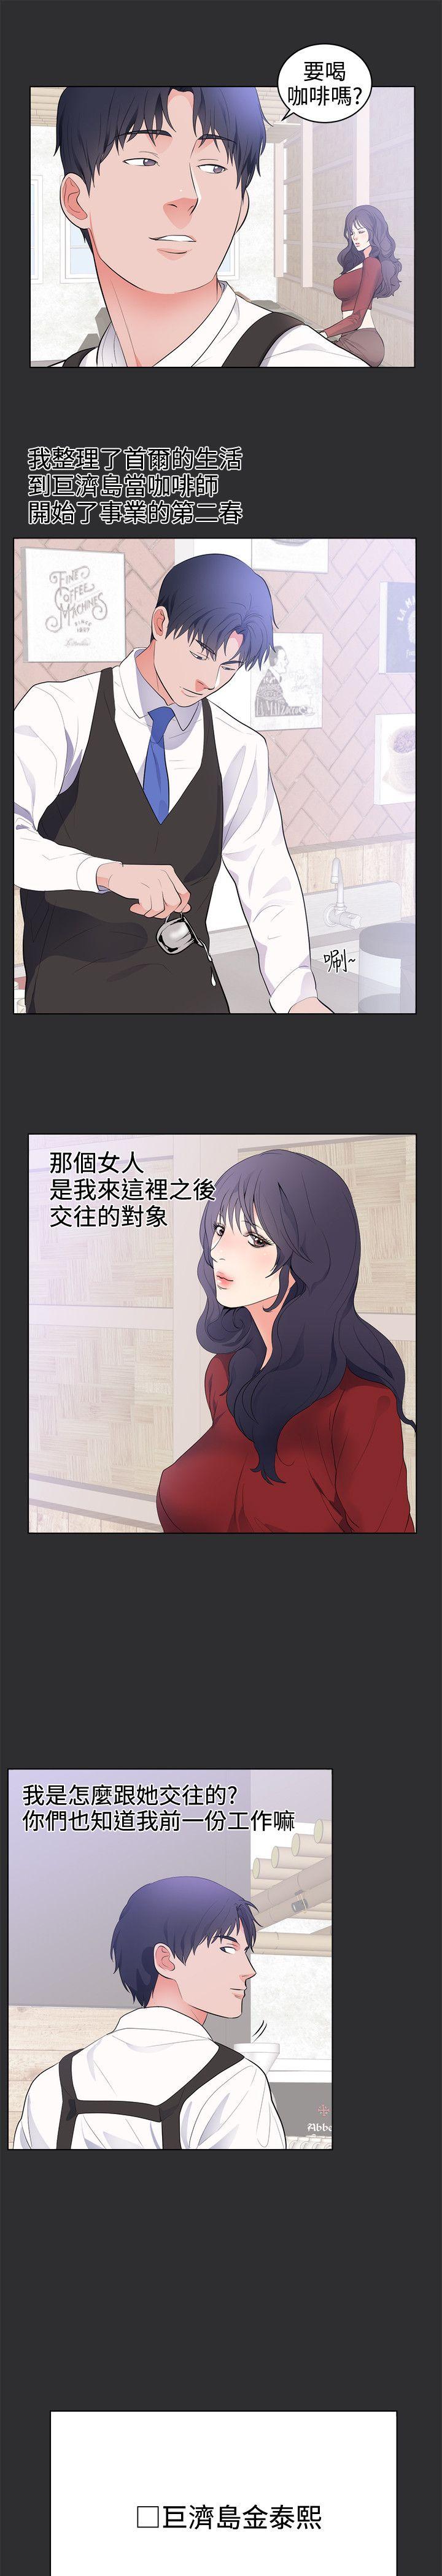 要喝
咖啡嗎?
我整理了首爾的生活
到巨濟島當咖啡師
開始了事業的第二春
FINE
COFFEE
MACHINES
SINCE
唰~
那個女人
是我來這裡之後
交往的對象
我是怎麼跟她交往的?
你們也知道我前一份工作嘛
Abbe
□巨濟島金泰熙